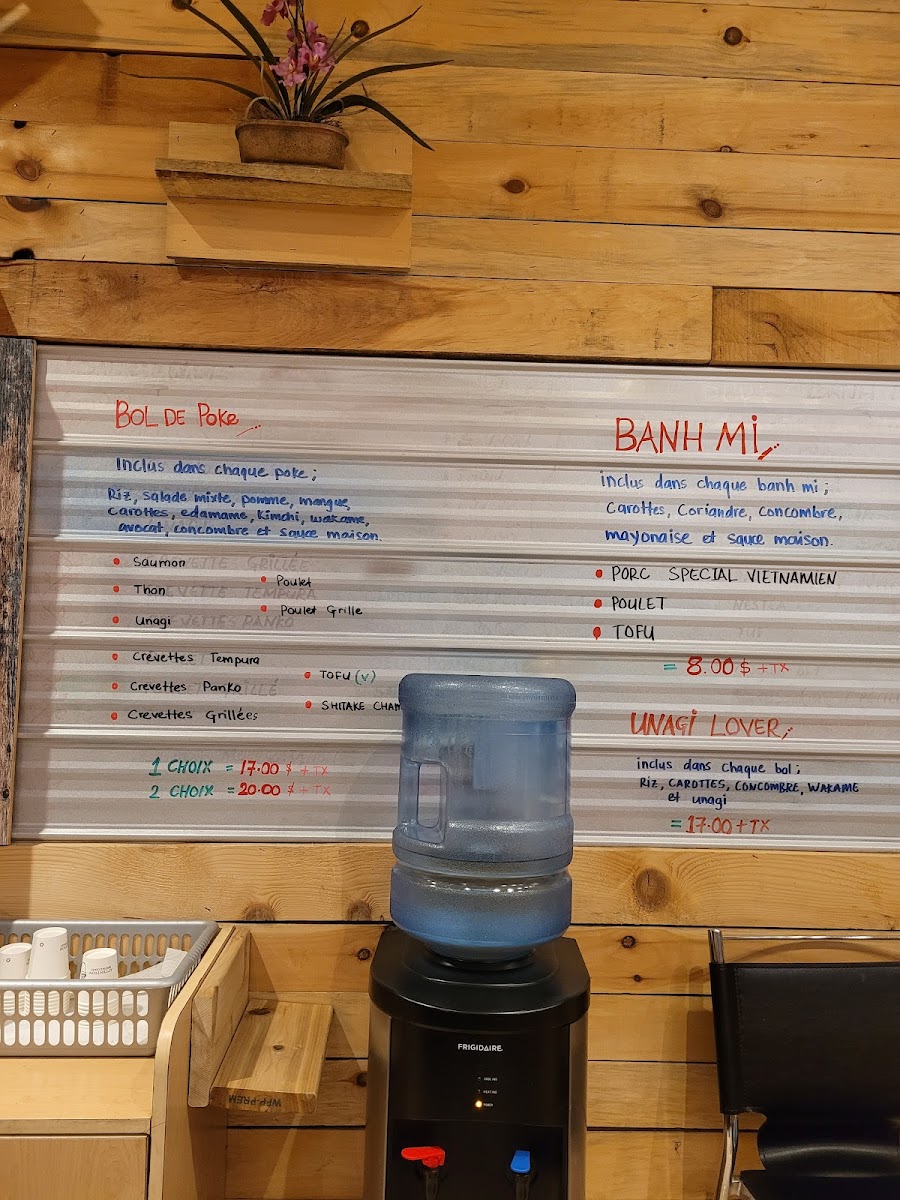 BOL DE Poke
Inclus dans chaque poke ;
Riz, salade mixte, pomme, mangue,
Carottes, edamame, Kimchi, wakame,
avocat, concombre et sauce maison.
Saumon
Thon
Unagi
Poulet
Poulet Grille
Crévettes Tempura
Crevettes Panko
Crevettes Grillées
TOFU (V)
SHITAKE
1 CHOIX = 17.00 $ + TX
2 CHOIX = 20.00 $ + TX
BANH MI
inclus dans chaque banh mi ;
Carottes, Coriandre, concombre,
mayonaise et sauce maison.
PORC SPECIAL VIETNAMIEN
POULET
TOFU
= 8.00 $ + TX
UNAGI LOVER
inclus dans chaque bol ;
RIZ, CAROTTES, CONCOMBRE, WAKAME
et unagi
= 17.00 + TX
FRIGIDAIRE
WFP-PREM